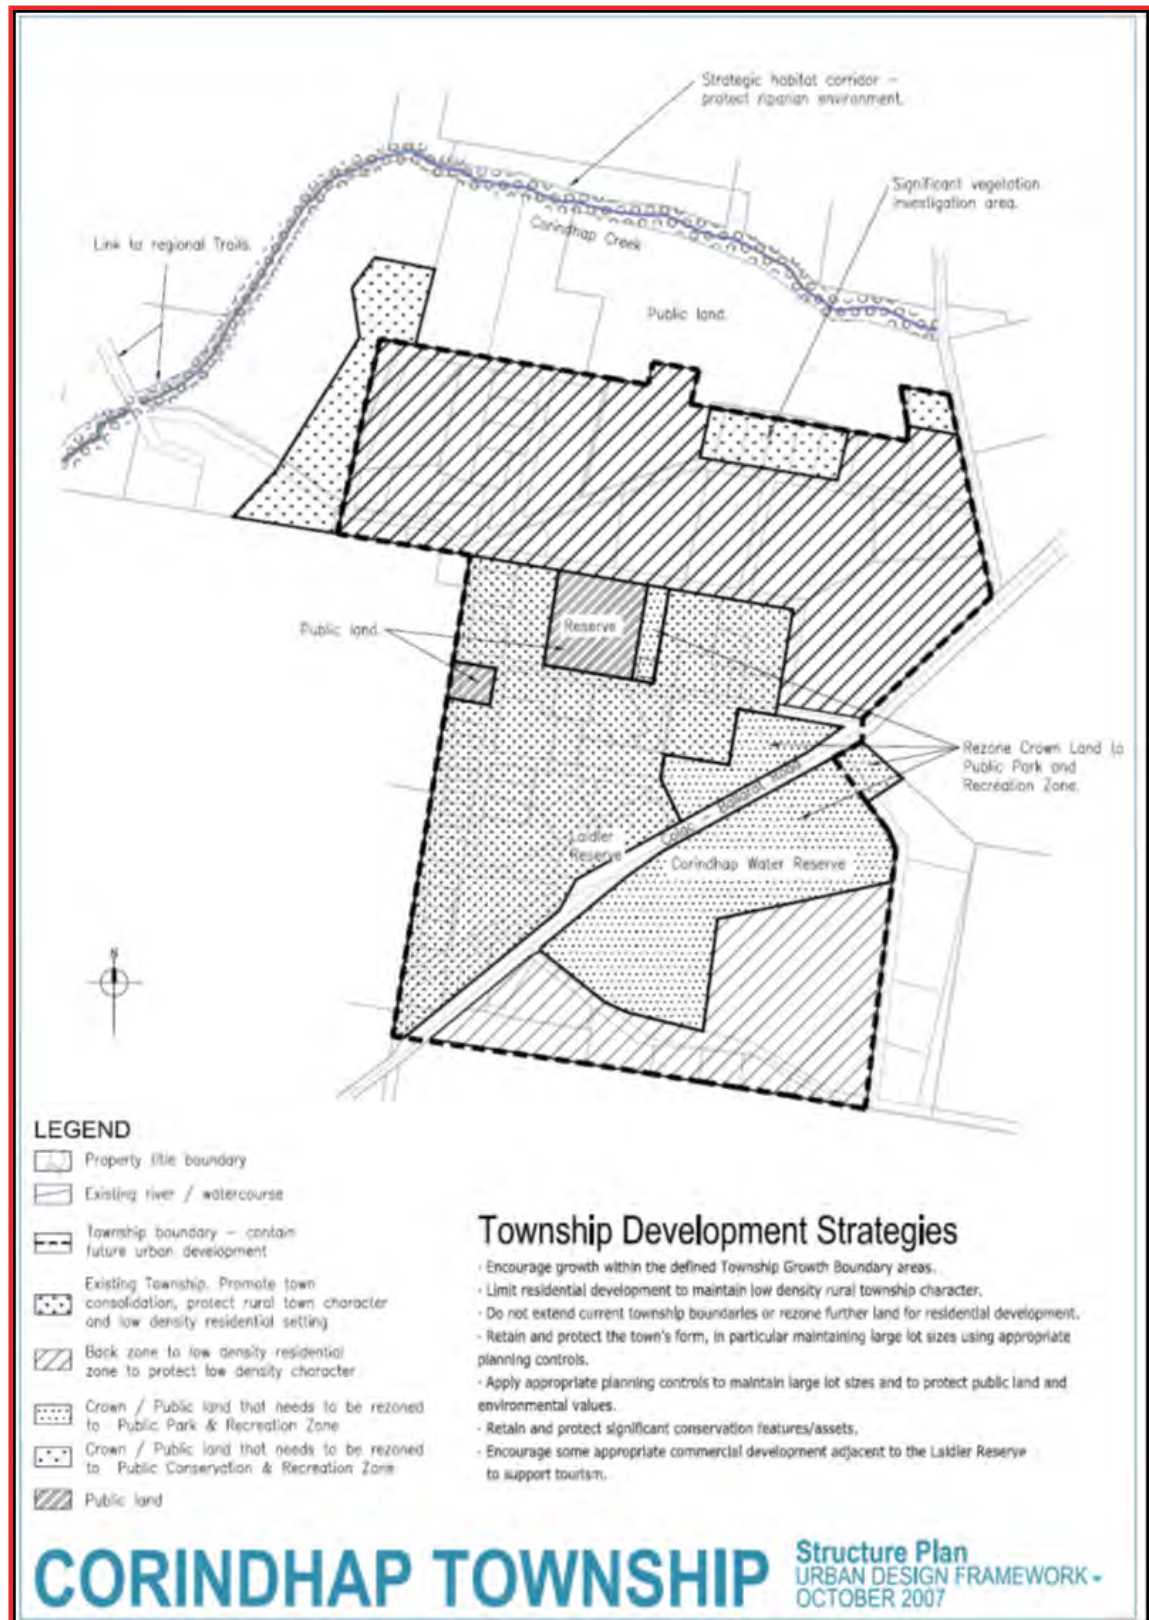 Strategic habitat corridor –
protect riparian environment.
Significant vegetation
investigation area.
Link to regional Trails.
Corindhap Creek
Public land.
Reserve
Public land.
Rezone Crown Land to
Public Park and
Recreation Zone.
Colac – Ballarat Road
Laidler
Reserve
Corindhap Water Reserve
N
LEGEND
Property title boundary
Existing river / watercourse
Township boundary – contain
future urban development
Existing Township. Promote town
consolidation, protect rural town character
and low density residential setting
Back zone to low density residential
zone to protect low density character
Crown / Public land that needs to be rezoned
to Public Park & Recreation Zone
Crown / Public land that needs to be rezoned
to Public Conservation & Recreation Zone
Public land
Township Development Strategies
· Encourage growth within the defined Township Growth Boundary areas.
· Limit residential development to maintain low density rural township character.
· Do not extend current township boundaries or rezone further land for residential development.
· Retain and protect the town's form, in particular maintaining large lot sizes using appropriate
planning controls.
· Apply appropriate planning controls to maintain large lot sizes and to protect public land and
environmental values.
· Retain and protect significant conservation features/assets.
· Encourage some appropriate commercial development adjacent to the Laidler Reserve
to support tourism.
CORINDHAP TOWNSHIP
Structure Plan
URBAN DESIGN FRAMEWORK -
OCTOBER 2007